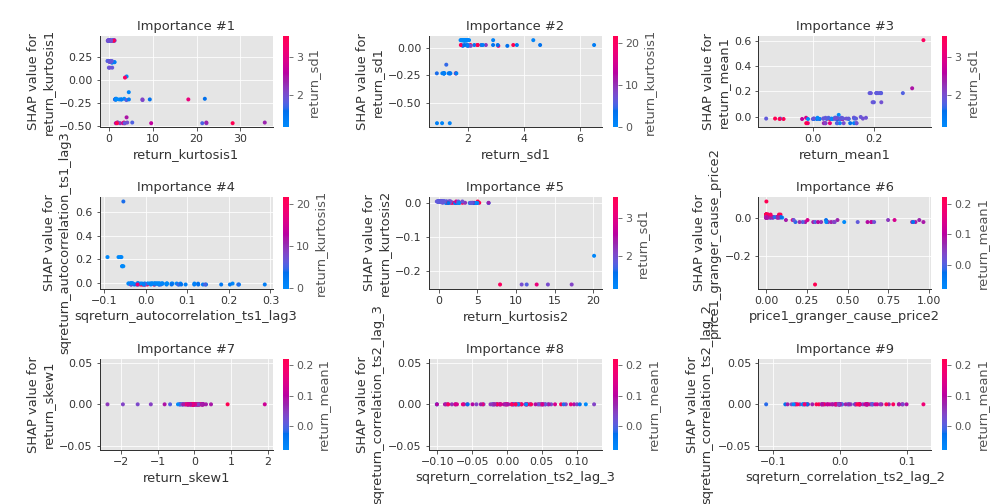 Importance #1
SHAP value for
return_kurtosis1
0.25
0.00
−0.25
−0.50
0
10
20
30
return_kurtosis1
3
2
return_sd1
Importance #2
SHAP value for
return_sd1
0.00
−0.25
−0.50
2
4
6
return_sd1
20
10
0
return_kurtosis1
Importance #3
SHAP value for
return_mean1
0.6
0.4
0.2
0.0
0.0
0.2
return_mean1
3
2
return_sd1
Importance #4
SHAP value for
sqreturn_autocorrelation_ts1_lag3
0.6
0.4
0.2
0.0
−0.1
0.0
0.1
0.2
0.3
sqreturn_autocorrelation_ts1_lag3
20
10
0
return_kurtosis1
Importance #5
SHAP value for
return_kurtosis2
0.0
−0.1
−0.2
0
5
10
15
20
return_kurtosis2
3
2
return_sd1
Importance #6
SHAP value for
price1_granger_cause_price2
0.0
−0.2
0.00
0.25
0.50
0.75
1.00
price1_granger_cause_price2
0.2
0.1
0.0
return_mean1
Importance #7
SHAP value for
return_skew1
0.05
0.00
−0.05
−2
−1
0
1
2
return_skew1
0.2
0.1
0.0
return_mean1
Importance #8
SHAP value for
sqreturn_correlation_ts2_lag_3
0.05
0.00
−0.05
−0.10
−0.05
0.00
0.05
0.10
sqreturn_correlation_ts2_lag_3
0.2
0.1
0.0
return_mean1
Importance #9
SHAP value for
sqreturn_correlation_ts2_lag_2
0.05
0.00
−0.05
−0.1
0.0
0.1
sqreturn_correlation_ts2_lag_2
0.2
0.1
0.0
return_mean1